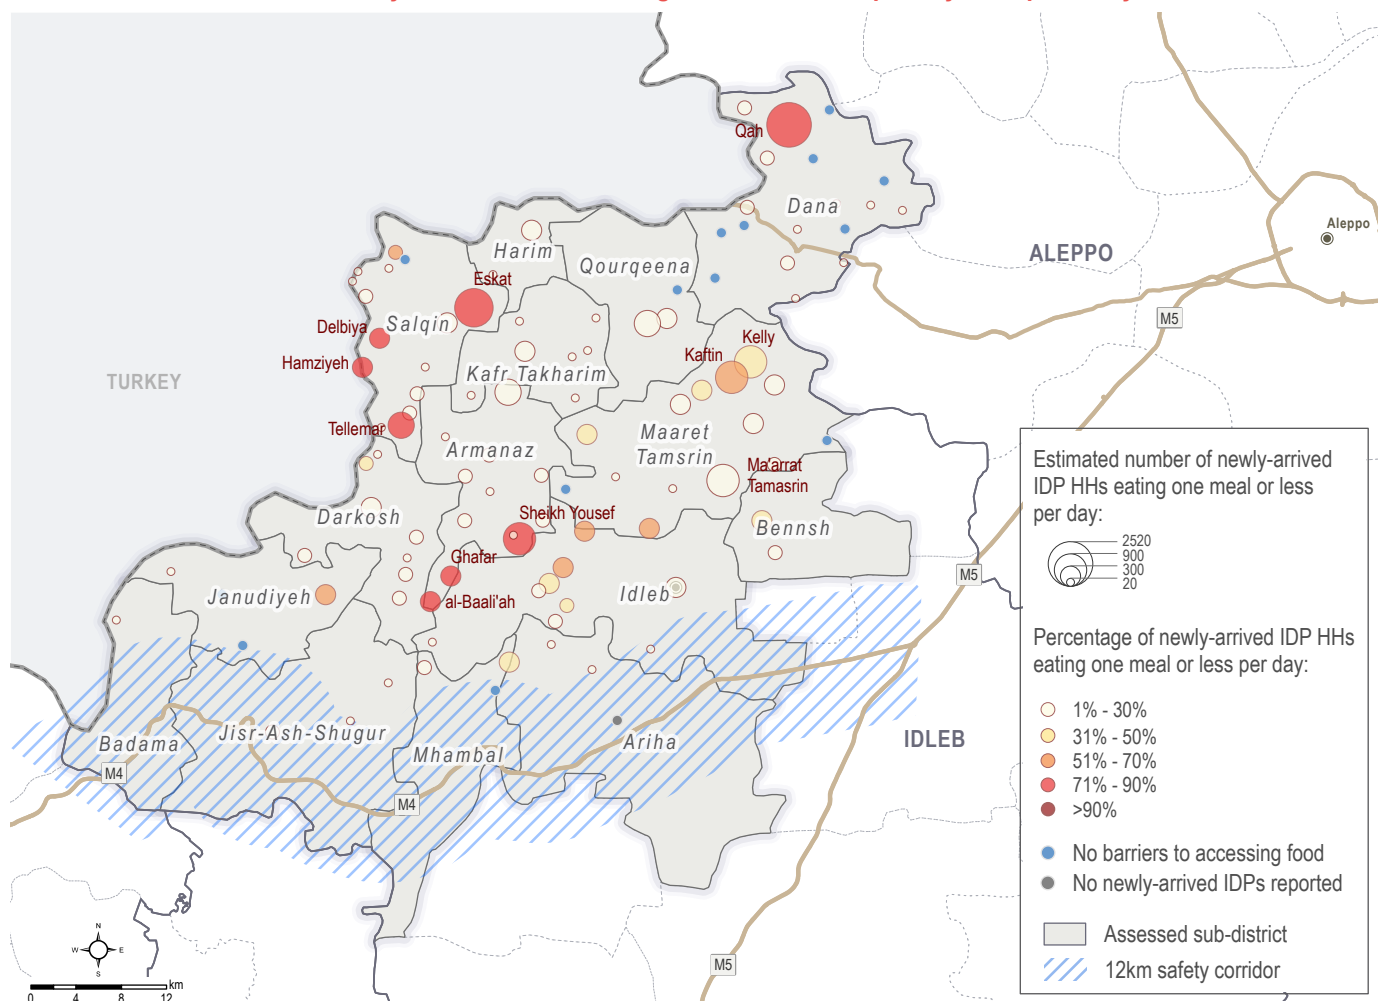 Qah
Dana
Aleppo
ALEPPO
Harim
Qourqeena
Eskat
Salqin
Delbiya
Hamziyeh
Kelly
Kaftin
Kafr Takharim
TURKEY
M5
Tellemar
Maaret
Tamsrin
Armanaz
Ma'arrat
Tamasrin
Darkosh
Sheikh Yousef
Bennsh
Ghafar
al-Baali'ah
Janudiyeh
Idleb
M5
Badama
Jisr-Ash-Shugur
Mhambal
Ariha
IDLEB
M4
M4
M5
Estimated number of newly-arrived
IDP HHs eating one meal or less
per day:
2520
900
300
20
Percentage of newly-arrived IDP HHs
eating one meal or less per day:
1% - 30%
31% - 50%
51% - 70%
71% - 90%
>90%
No barriers to accessing food
No newly-arrived IDPs reported
Assessed sub-district
12km safety corridor
N
W E
S
km
0 4 8 12